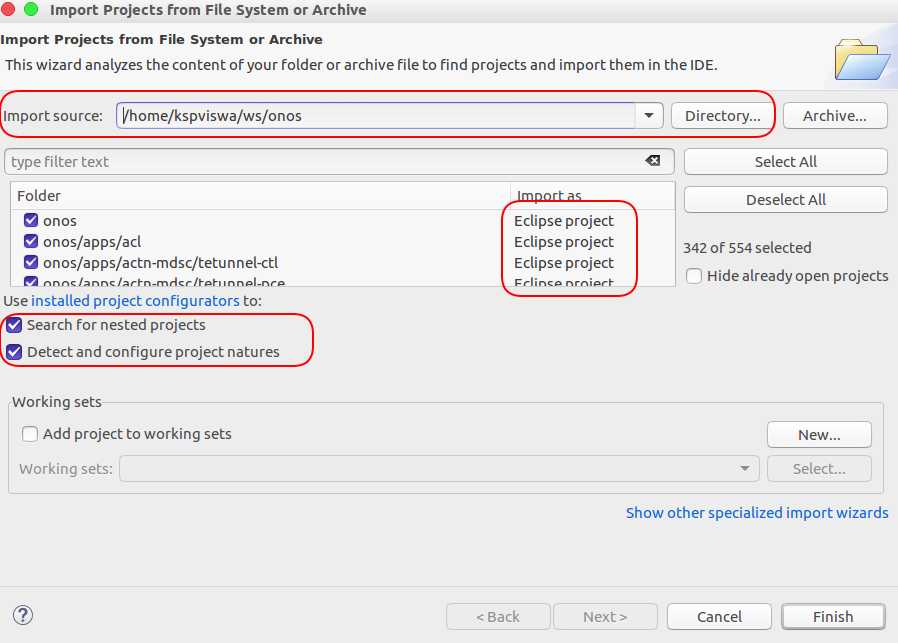 Import Projects from File System or Archive
Import Projects from File System or Archive
This wizard analyzes the content of your folder or archive file to find projects and import them in the IDE.
Import source: /home/kspviswa/ws/onos Directory... Archive...
type filter text Select All
Folder Import as Deselect All
onos Eclipse project
onos/apps/acl Eclipse project
342 of 554 selected
onos/apps/actn-mdsc/tetunnel-ctl Eclipse project
Hide already open projects
onos/apps/actn-mdsc/tetunnel-pce Eclipse project
Use installed project configurators to:
Search for nested projects
Detect and configure project natures
Working sets
Add project to working sets New...
Working sets: Select...
Show other specialized import wizards
? < Back Next > Cancel Finish